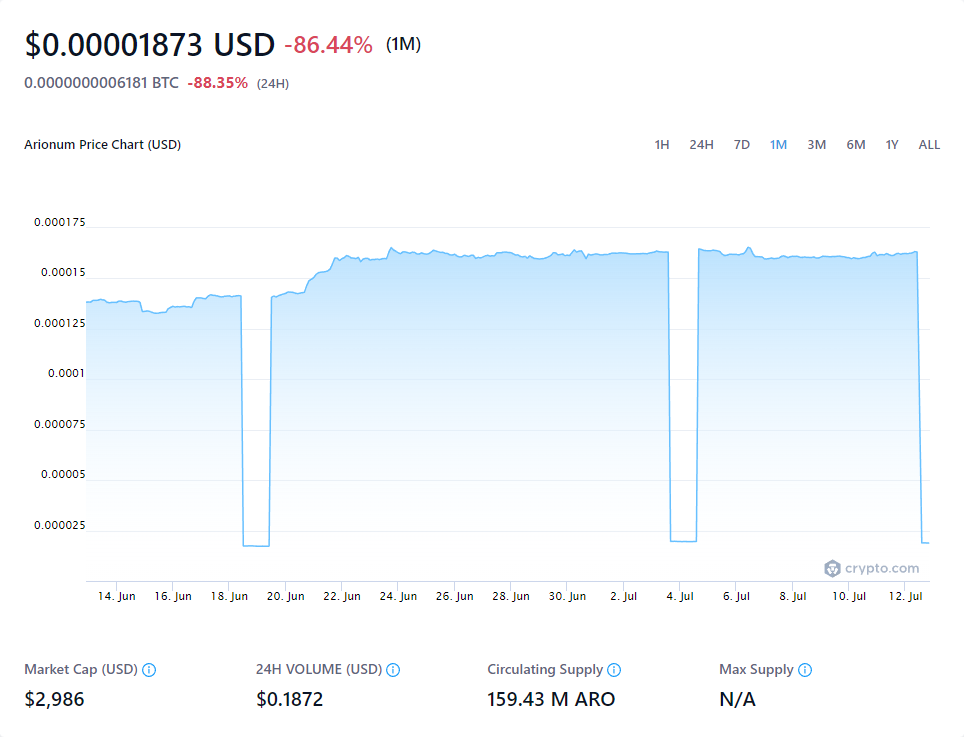 $0.00001873 USD -86.44% (1M)
0.0000000006181 BTC -88.35% (24H)
Arionum Price Chart (USD) 1H 24H 7D 1M 3M 6M 1Y ALL
0.000175
0.00015
0.000125
0.0001
0.000075
0.00005
0.000025
crypto.com
14. Jun 16. Jun 18. Jun 20. Jun 22. Jun 24. Jun 26. Jun 28. Jun 30. Jun 2. Jul 4. Jul 6. Jul 8. Jul 10. Jul 12. Jul
Market Cap (USD) 24H VOLUME (USD) Circulating Supply Max Supply
$2,986 $0.1872 159.43 M ARO N/A